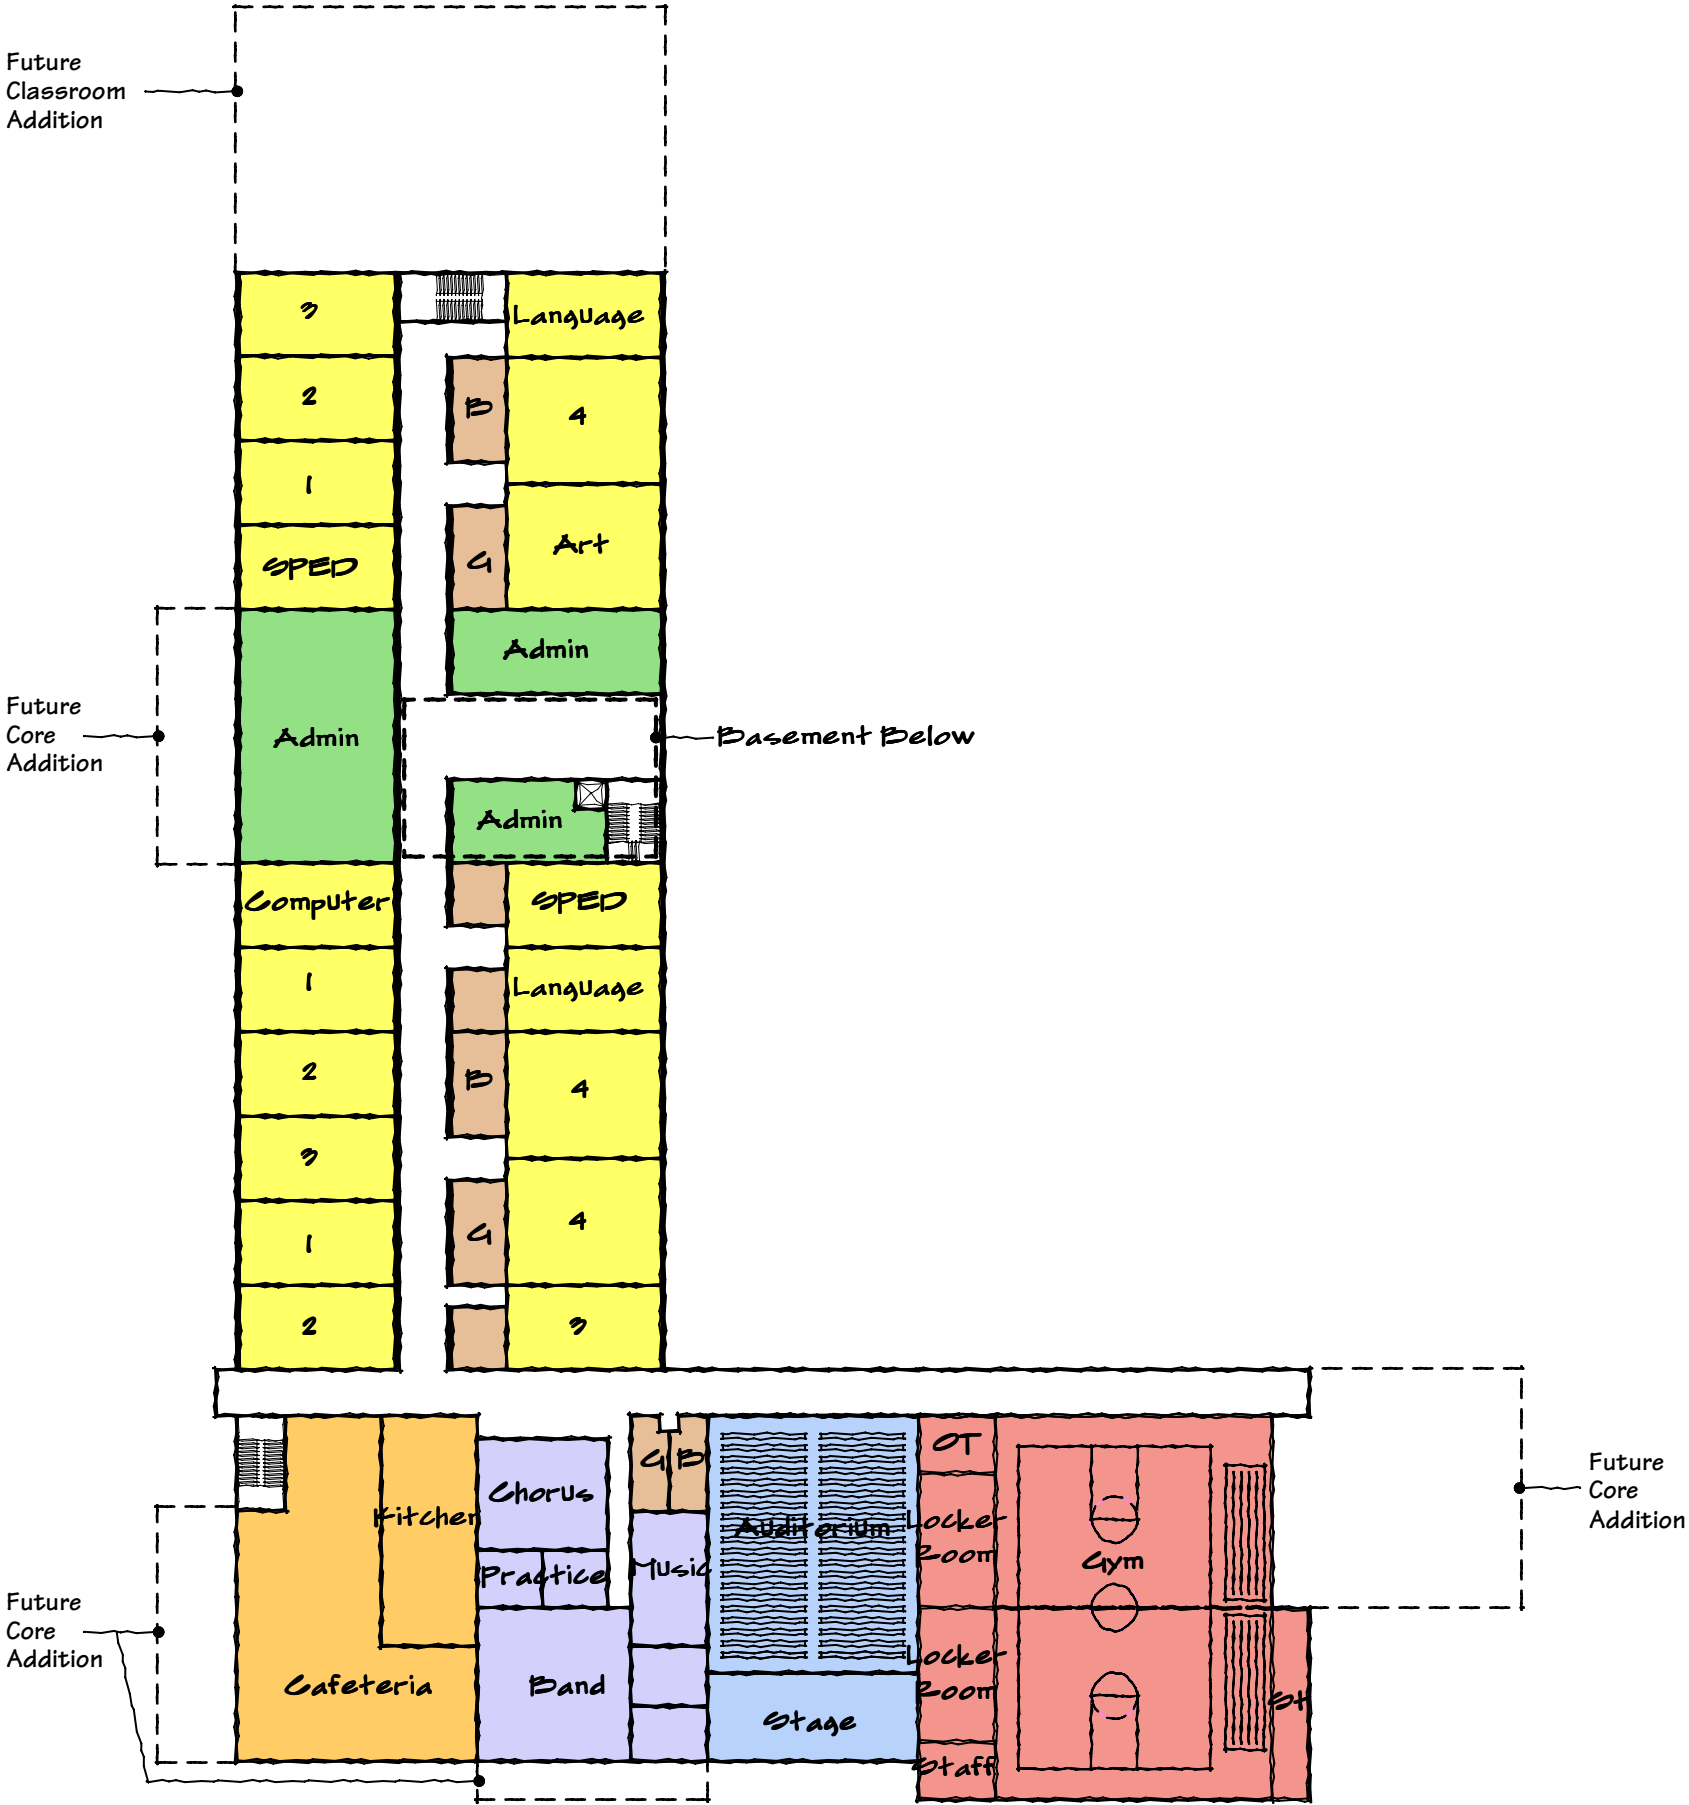 Future
Classroom
Addition
3
Language
2
B
4
1
G
Art
SPED
Admin
Future
Core
Addition
Admin
Basement Below
Admin
Computer
SPED
1
Language
2
B
4
3
1
G
4
2
3
G
B
OT
Chorus
Kitchen
Auditorium
Locker
Room
Gym
Future
Core
Addition
Practice
Music
Future
Core
Addition
Cafeteria
Band
Locker
Room
St
Stage
Staff